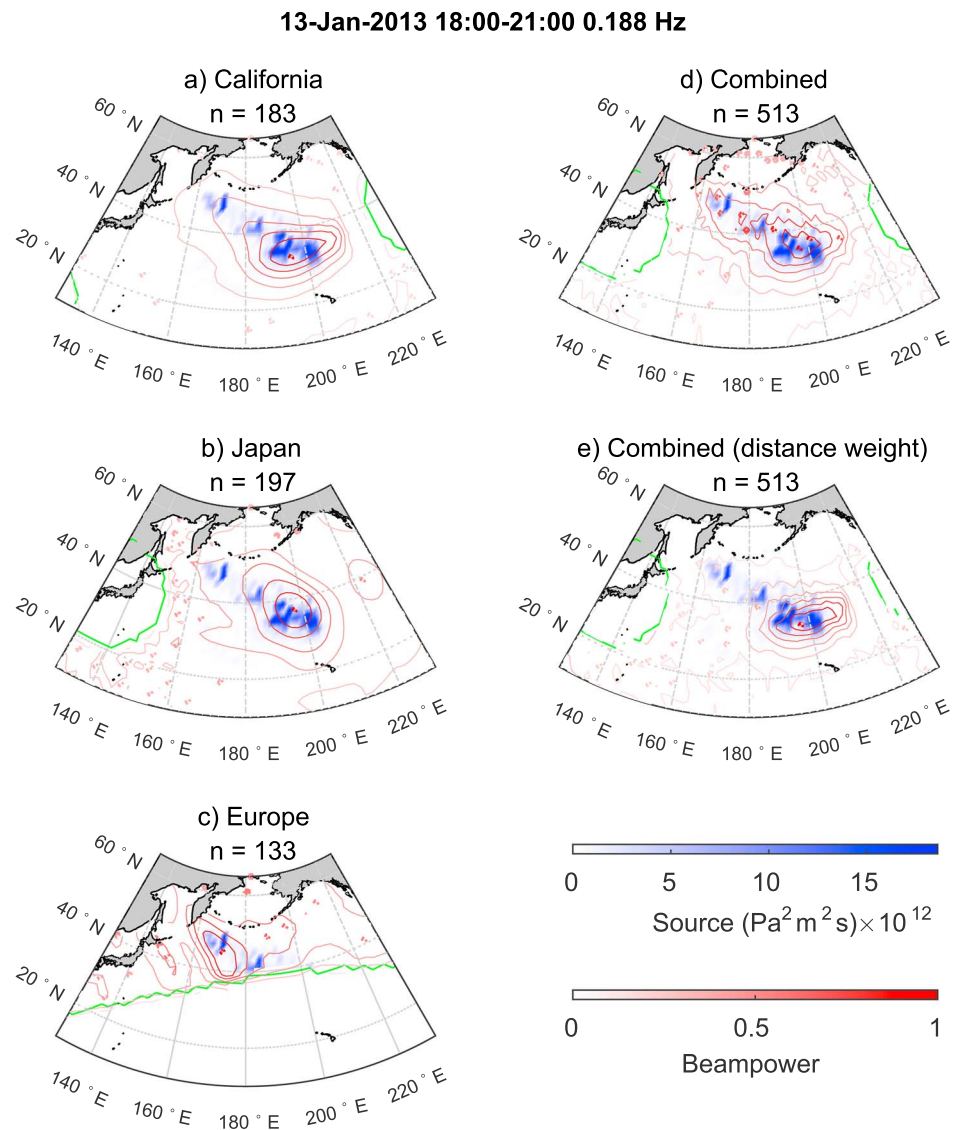 13-Jan-2013 18:00-21:00 0.188 Hz
a) California
n = 183
60 ° N
40 ° N
20 ° N
140 ° E
160 ° E
180 ° E
200 ° E
220 ° E
d) Combined
n = 513
60 ° N
40 ° N
20 ° N
140 ° E
160 ° E
180 ° E
200 ° E
220 ° E
b) Japan
n = 197
60 ° N
40 ° N
20 ° N
140 ° E
160 ° E
180 ° E
200 ° E
220 ° E
e) Combined (distance weight)
n = 513
60 ° N
40 ° N
20 ° N
140 ° E
160 ° E
180 ° E
200 ° E
220 ° E
c) Europe
n = 133
60 ° N
40 ° N
20 ° N
140 ° E
160 ° E
180 ° E
200 ° E
220 ° E
0 5 10 15
Source (Pa² m² s)×10¹²
0 0.5 1
Beampower